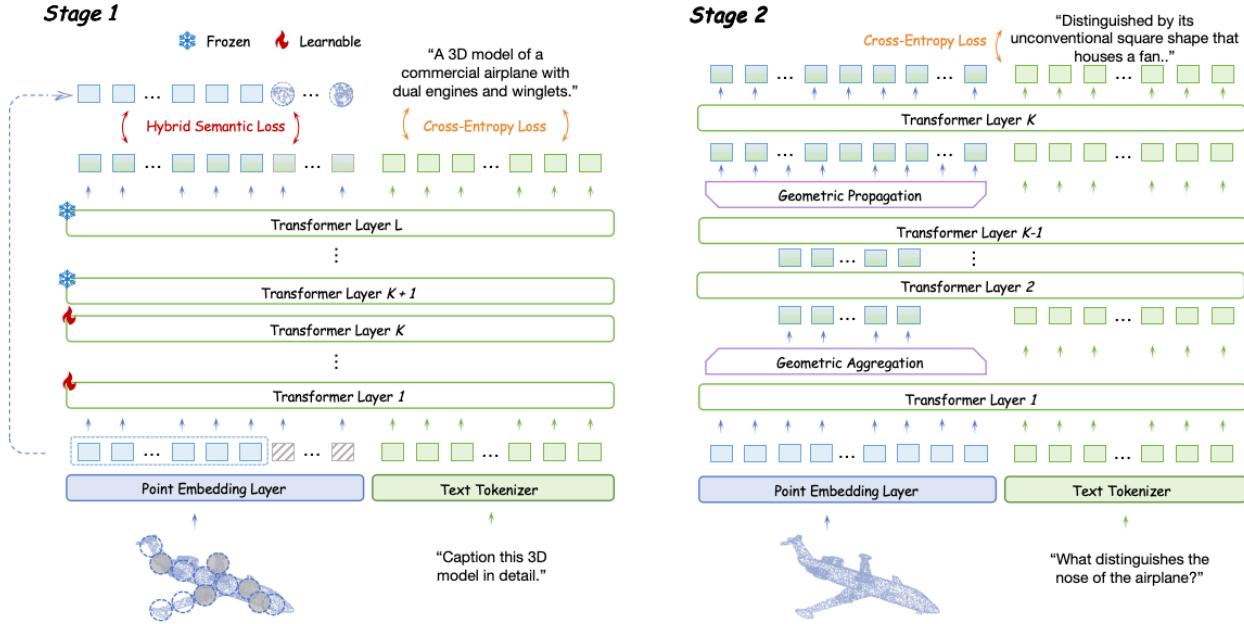 Stage 1
Frozen
Learnable
“A 3D model of a
commercial airplane with
dual engines and winglets.”
...
...
Hybrid Semantic Loss
Cross-Entropy Loss
...
...
...
Transformer Layer L
Transformer Layer K + 1
Transformer Layer K
Transformer Layer 1
...
...
...
Point Embedding Layer
Text Tokenizer
“Caption this 3D
model in detail.”
Stage 2
“Distinguished by its
unconventional square shape that
houses a fan..”
Cross-Entropy Loss
...
...
...
Transformer Layer K
...
...
...
Geometric Propagation
Transformer Layer K-1
...
Transformer Layer 2
...
...
Geometric Aggregation
Transformer Layer 1
...
...
Point Embedding Layer
Text Tokenizer
“What distinguishes the
nose of the airplane?”